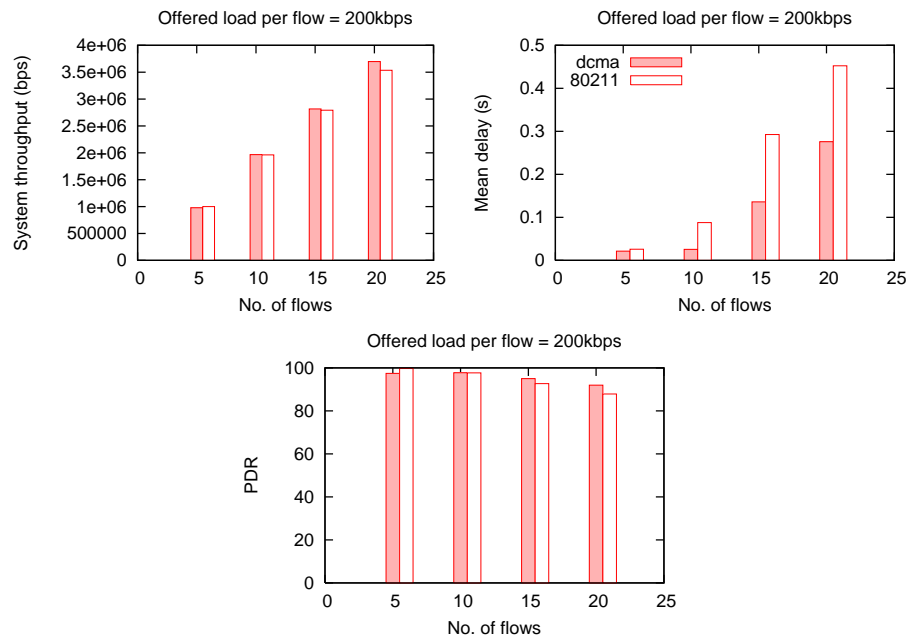 Offered load per flow = 200kbps
System throughput (bps)
4e+06
3.5e+06
3e+06
2.5e+06
2e+06
1.5e+06
1e+06
500000
0
0 5 10 15 20 25
No. of flows
Offered load per flow = 200kbps
Mean delay (s)
0.5
0.4
0.3
0.2
0.1
0
dcma
80211
0 5 10 15 20 25
No. of flows
Offered load per flow = 200kbps
PDR
100
80
60
40
20
0
0 5 10 15 20 25
No. of flows